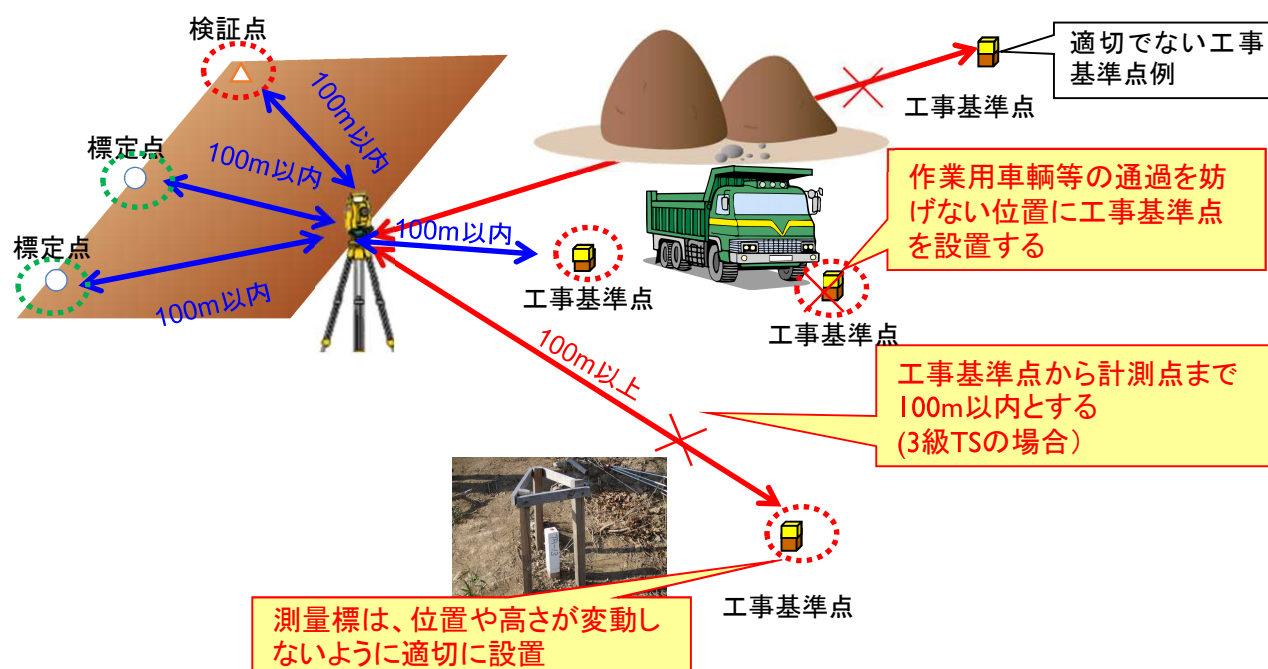 検証点
適切でない工事
基準点例
100m以内
工事基準点
標定点
100m以内
作業用車輌等の通過を妨
げない位置に工事基準点
を設置する
標定点
100m以内
100m以内
工事基準点
工事基準点
100m以上
工事基準点から計測点まで
100m以内とする
(3級TSの場合）
TA-3
工事基準点
測量標は、位置や高さが変動し
ないように適切に設置